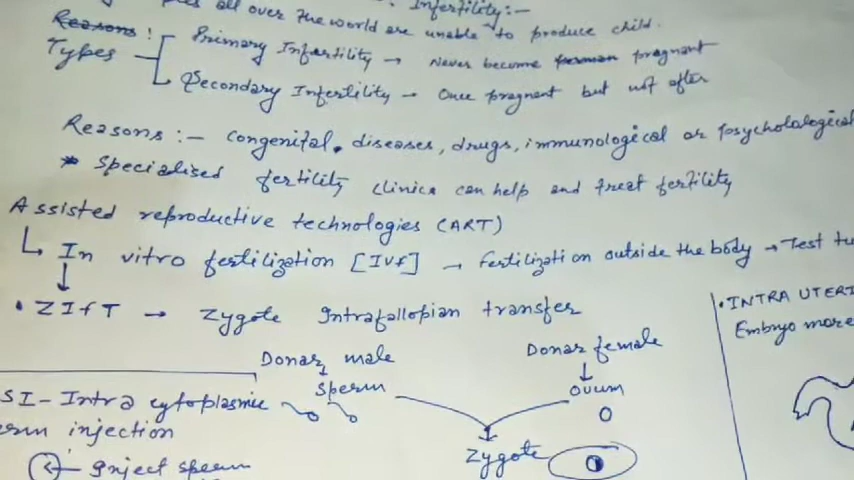 all over the world are unable to produce child.
Infertility:-
Reasons :
Types
Primary Infertility → Never become pregnant
Secondary Infertility → Once pregnant but not after
Reasons :- Congenital, diseases, drugs, immunological or psychological
* Specialised fertility clinics can help and treat fertility
Assisted reproductive technologies (ART)
In vitro fertilization [IVf] → fertilization outside the body → Test tu
• ZIfT → Zygote Intrafallopian transfer
• INTRA UTERI
Embryo more
Donar male
Donar female
sperm
ovum
SI - Intra cytoplasmic
erm injection
Zygote
Inject sperm